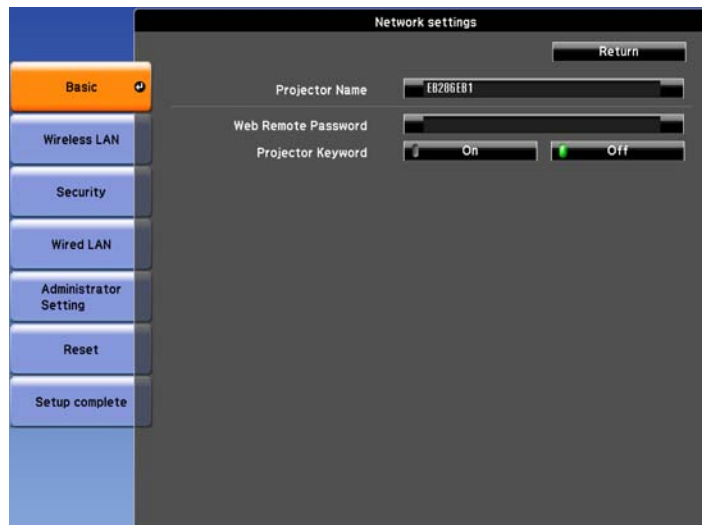 Network settings
Return
Basic
Projector Name EB286EB1
Web Remote Password
Projector Keyword On Off
Wireless LAN
Security
Wired LAN
Administrator
Setting
Reset
Setup complete